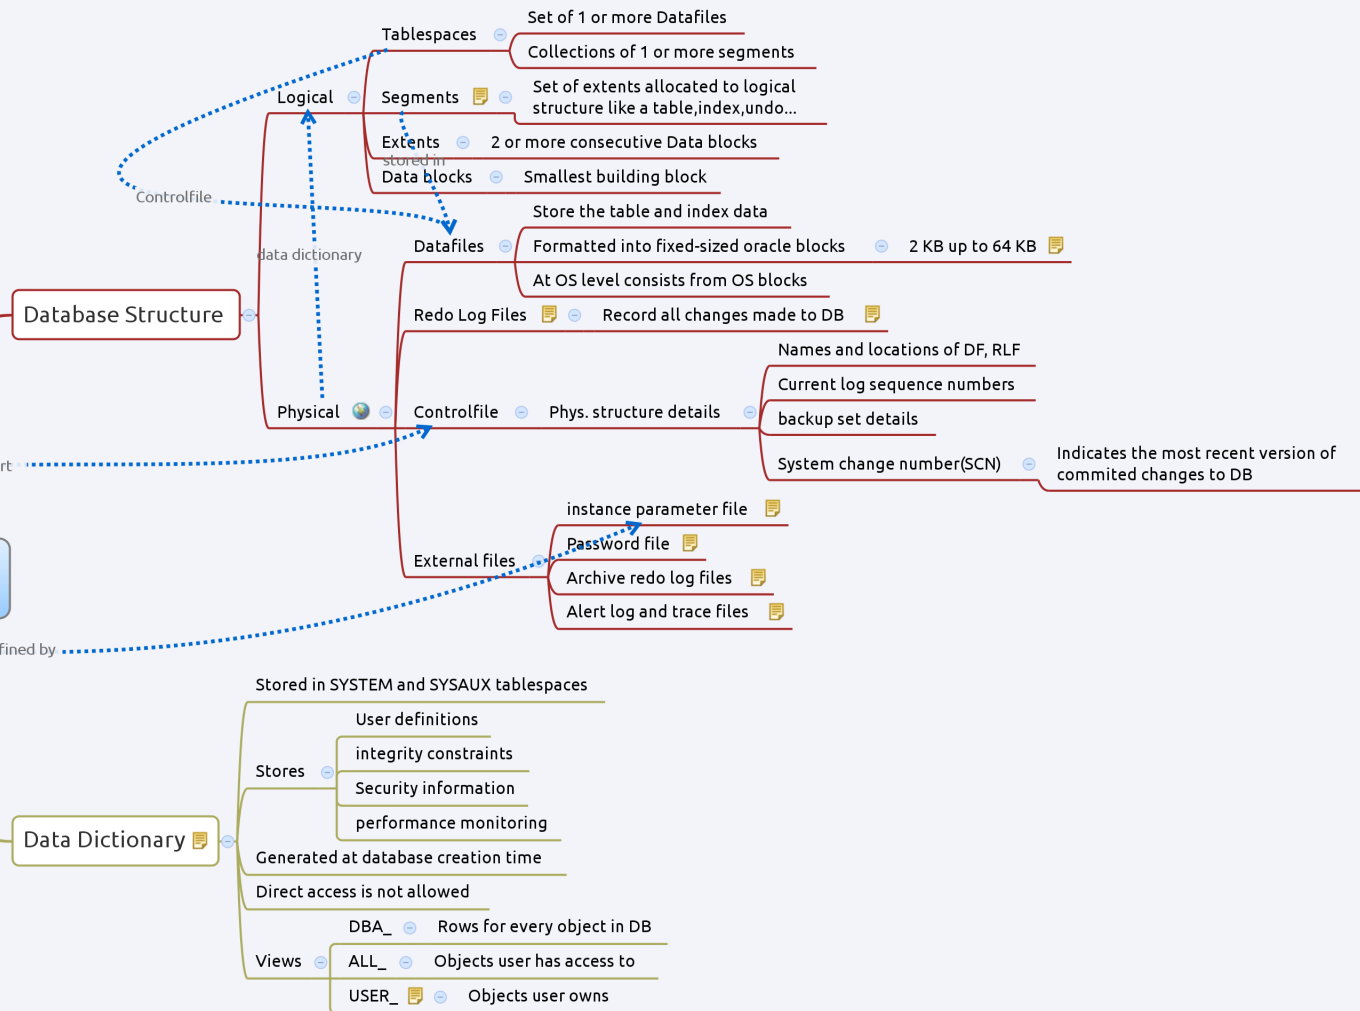 Set of 1 or more Datafiles
Tablespaces
Collections of 1 or more segments
Set of extents allocated to logical
structure like a table,index,undo...
Logical
Segments
Extents
2 or more consecutive Data blocks
stored in
Data blocks
Smallest building block
Controlfile
Store the table and index data
Datafiles
Formatted into fixed-sized oracle blocks
2 KB up to 64 KB
data dictionary
At OS level consists from OS blocks
Database Structure
Redo Log Files
Record all changes made to DB
Names and locations of DF, RLF
Current log sequence numbers
Physical
Controlfile
Phys. structure details
backup set details
System change number(SCN)
Indicates the most recent version of
commited changes to DB
rt
instance parameter file
Password file
External files
Archive redo log files
Alert log and trace files
fined by
Stored in SYSTEM and SYSAUX tablespaces
User definitions
integrity constraints
Stores
Security information
performance monitoring
Data Dictionary
Generated at database creation time
Direct access is not allowed
DBA_
Rows for every object in DB
Views
ALL_
Objects user has access to
USER_
Objects user owns